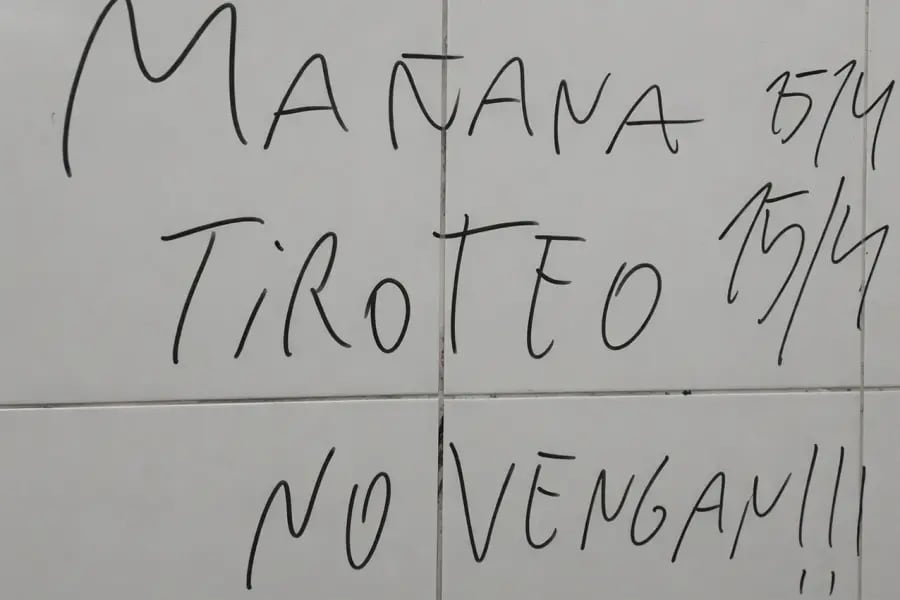 MAÑANA 15/4
TIROTEO 15/4
NO VENGAN!!!